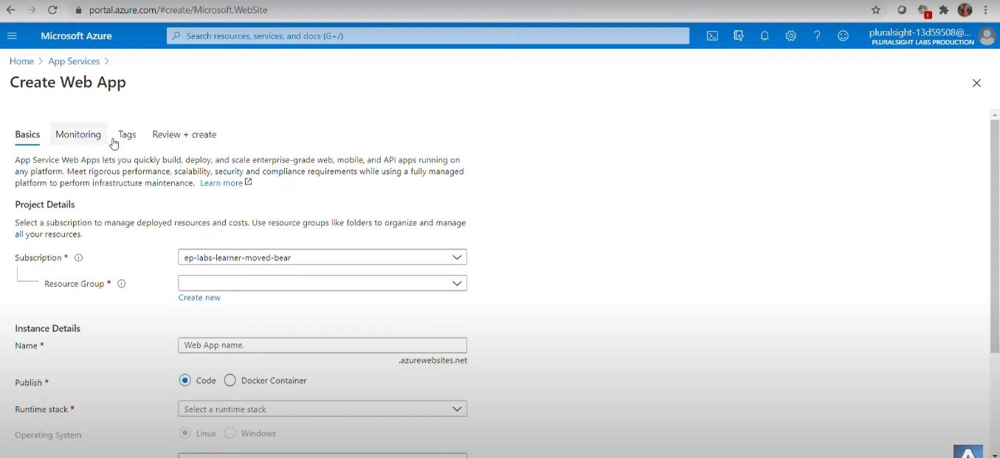 portal.azure.com/#create/Microsoft.WebSite
Microsoft Azure
Search resources, services, and docs (G+/)
pluralsight-13d59508@...
PLURALSIGHT LABS PRODUCTION
Home > App Services >
Create Web App
Basics Monitoring Tags Review + create
App Service Web Apps lets you quickly build, deploy, and scale enterprise-grade web, mobile, and API apps running on
any platform. Meet rigorous performance, scalability, security and compliance requirements while using a fully managed
platform to perform infrastructure maintenance. Learn more
Project Details
Select a subscription to manage deployed resources and costs. Use resource groups like folders to organize and manage
all your resources.
Subscription * ep-labs-learner-moved-bear
Resource Group *
Create new
Instance Details
Name * Web App name.
.azurewebsites.net
Publish * Code Docker Container
Runtime stack * Select a runtime stack
Operating System Linux Windows